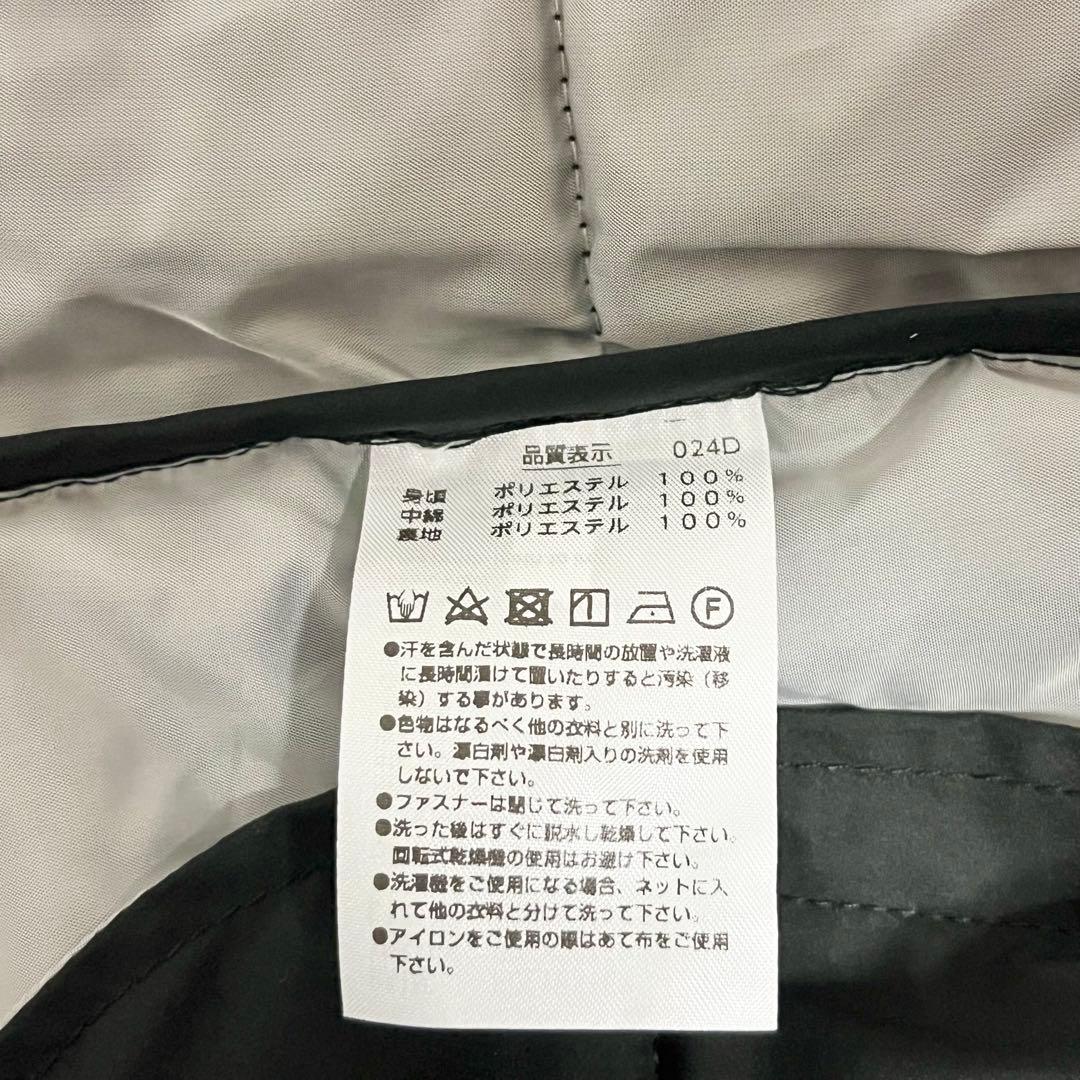 品質表示 024D
身頃 ポリエステル 100%
中綿 ポリエステル 100%
裏地 ポリエステル 100%
F
●汗を含んだ状態で長時間の放置や洗濯液
に長時間漬けて置いたりすると汚染(移
染)する事があります。
●色物はなるべく他の衣料と別に洗って下
さい。漂白剤や漂白剤入りの洗剤を使用
しないで下さい。
●ファスナーは閉じて洗って下さい。
●洗った後はすぐに脱水し乾燥して下さい。
回転式乾燥機の使用はお避け下さい。
●洗濯機をご使用になる場合、ネットに入
れて他の衣料と分けて洗って下さい。
●アイロンをご使用の際はあて布をご使用
下さい。